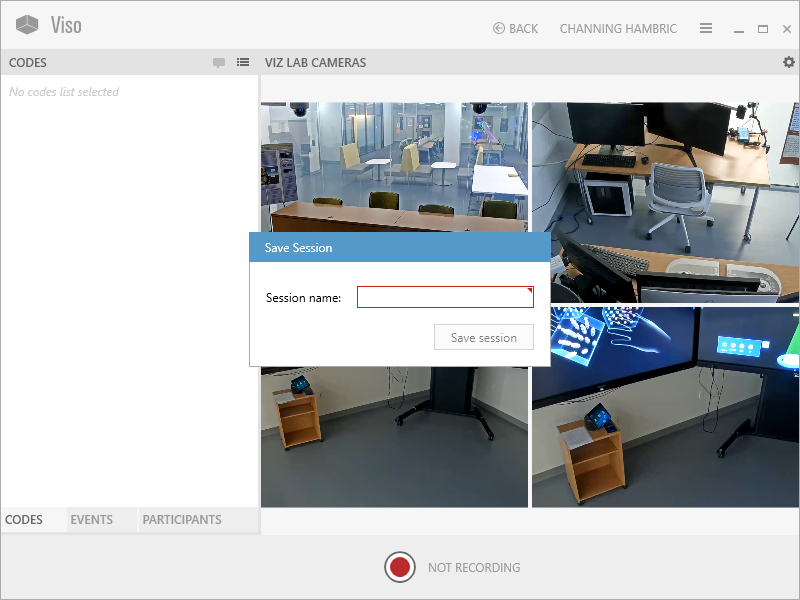 Viso
BACK
CHANNING HAMBRIC
CODES
VIZ LAB CAMERAS
No codes list selected
Save Session
Session name:
Save session
CODES
EVENTS
PARTICIPANTS
NOT RECORDING